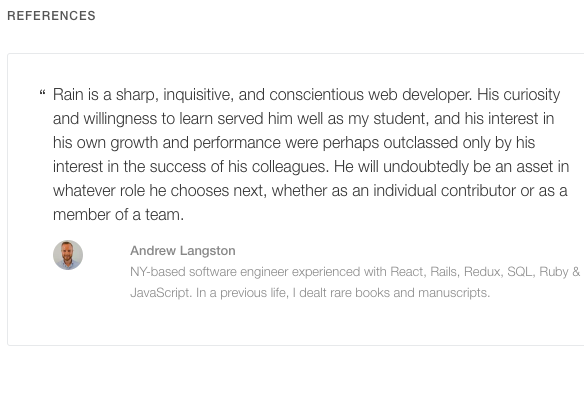 REFERENCES
“ Rain is a sharp, inquisitive, and conscientious web developer. His curiosity
and willingness to learn served him well as my student, and his interest in
his own growth and performance were perhaps outclassed only by his
interest in the success of his colleagues. He will undoubtedly be an asset in
whatever role he chooses next, whether as an individual contributor or as a
member of a team.
Andrew Langston
NY-based software engineer experienced with React, Rails, Redux, SQL, Ruby &
JavaScript. In a previous life, I dealt rare books and manuscripts.